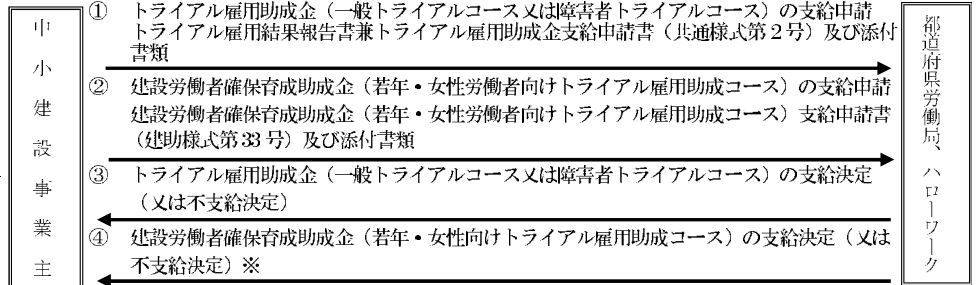 中小建設事業主
① トライアル雇用助成金（一般トライアルコース又は障害者トライアルコース）の支給申請
トライアル雇用結果報告書兼トライアル雇用助成金支給申請書（共通様式第２号）及び添付
書類
② 建設労働者確保育成助成金（若年・女性労働者向けトライアル雇用助成コース）の支給申請
建設労働者確保育成助成金（若年・女性労働者向けトライアル雇用助成コース）支給申請書
（建助様式第33号）及び添付書類
③ トライアル雇用助成金（一般トライアルコース又は障害者トライアルコース）の支給決定
（又は不支給決定）
④ 建設労働者確保育成助成金（若年・女性向けトライアル雇用助成コース）の支給決定（又は
不支給決定）※
都道府県労働局、ハローワーク